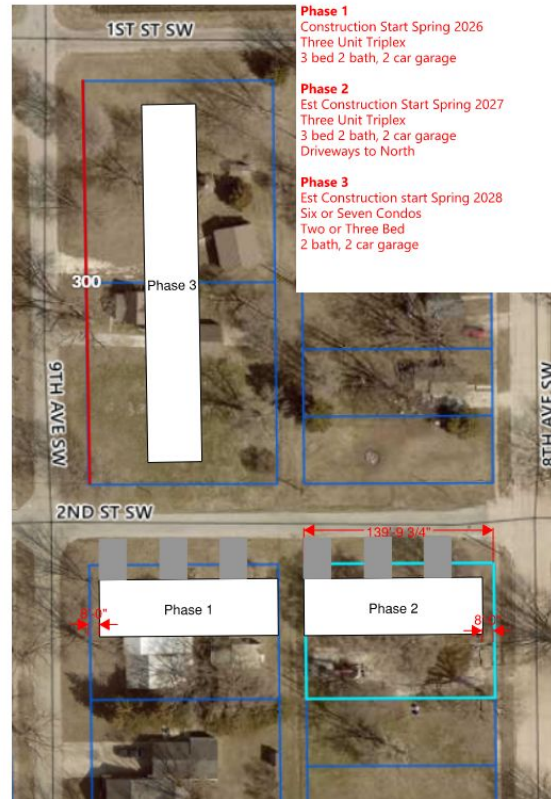 Phase 1
Construction Start Spring 2026
Three Unit Triplex
3 bed 2 bath, 2 car garage
Phase 2
Est Construction Start Spring 2027
Three Unit Triplex
3 bed 2 bath, 2 car garage
Driveways to North
Phase 3
Est Construction start Spring 2028
Six or Seven Condos
Two or Three Bed
2 bath, 2 car garage
1ST ST SW
300
Phase 3
9TH AVE SW
8TH AVE SW
2ND ST SW
139'-9 3/4"
Phase 1
Phase 2